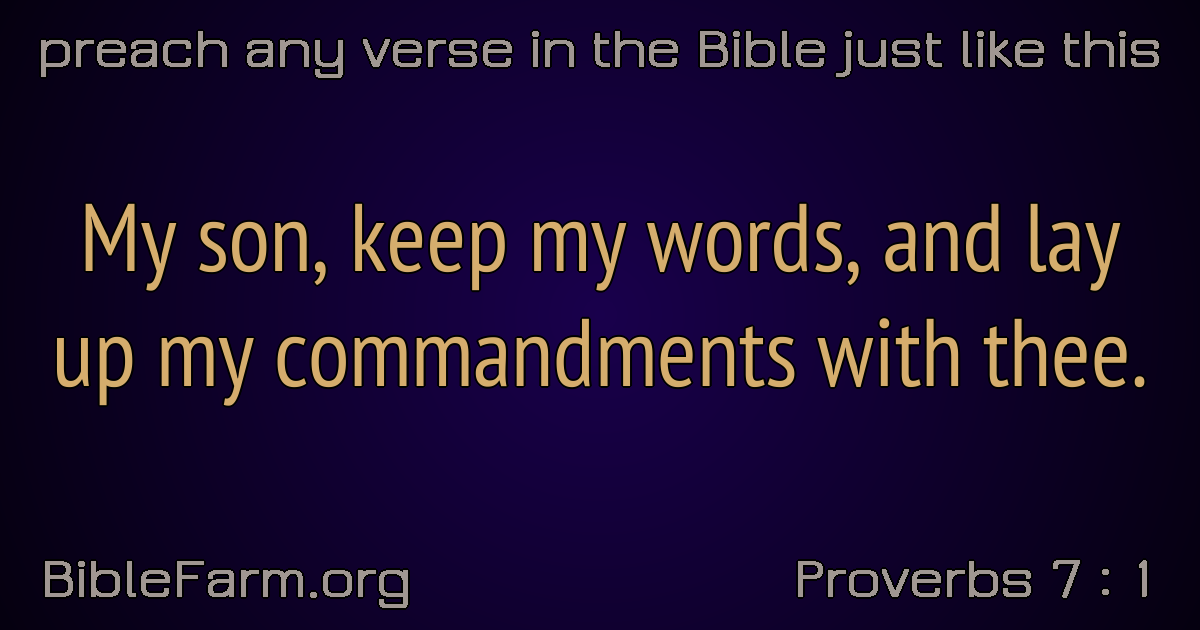 preach any verse in the Bible just like this
My son, keep my words, and lay
up my commandments with thee.
BibleFarm.org
Proverbs 7 : 1